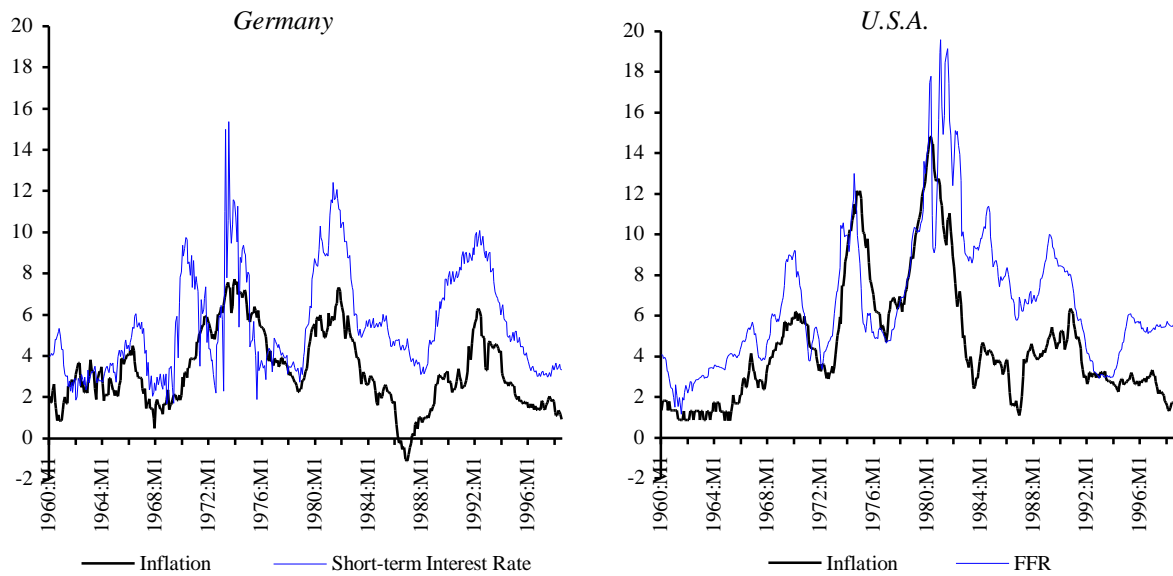 Germany
20
18
16
14
12
10
8
6
4
2
0
-2
1960:M1
1964:M1
1968:M1
1972:M1
1976:M1
1980:M1
1984:M1
1988:M1
1992:M1
1996:M1
Inflation
Short-term Interest Rate
U.S.A.
20
18
16
14
12
10
8
6
4
2
0
-2
1960:M1
1964:M1
1968:M1
1972:M1
1976:M1
1980:M1
1984:M1
1988:M1
1992:M1
1996:M1
Inflation
FFR